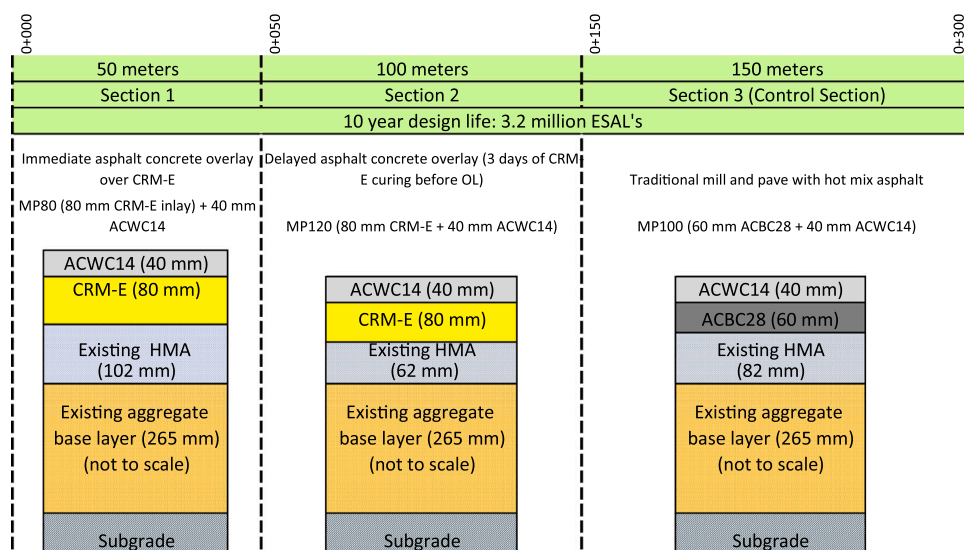 0+000
0+050
0+150
0+300
50 meters
100 meters
150 meters
Section 1
Section 2
Section 3 (Control Section)
10 year design life: 3.2 million ESAL's
Immediate asphalt concrete overlay
over CRM-E
MP80 (80 mm CRM-E inlay) + 40 mm
ACWC14
Delayed asphalt concrete overlay (3 days of CRM-
E curing before OL)
MP120 (80 mm CRM-E + 40 mm ACWC14)
Traditional mill and pave with hot mix asphalt
MP100 (60 mm ACBC28 + 40 mm ACWC14)
ACWC14 (40 mm)
CRM-E (80 mm)
Existing HMA
(102 mm)
Existing aggregate
base layer (265 mm)
(not to scale)
Subgrade
ACWC14 (40 mm)
CRM-E (80 mm)
Existing HMA
(62 mm)
Existing aggregate
base layer (265 mm)
(not to scale)
Subgrade
ACWC14 (40 mm)
ACBC28 (60 mm)
Existing HMA
(82 mm)
Existing aggregate
base layer (265 mm)
(not to scale)
Subgrade